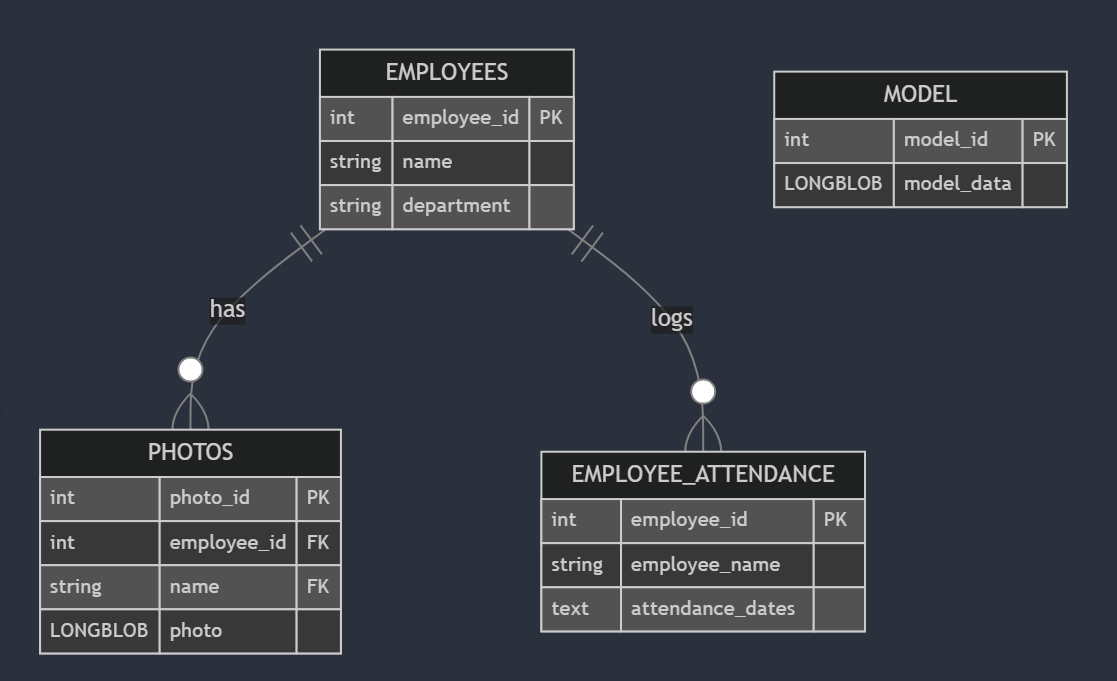 EMPLOYEES
int employee_id PK
string name
string department
MODEL
int model_id PK
LONGBLOB model_data
has
logs
PHOTOS
int photo_id PK
int employee_id FK
string name FK
LONGBLOB photo
EMPLOYEE_ATTENDANCE
int employee_id PK
string employee_name
text attendance_dates